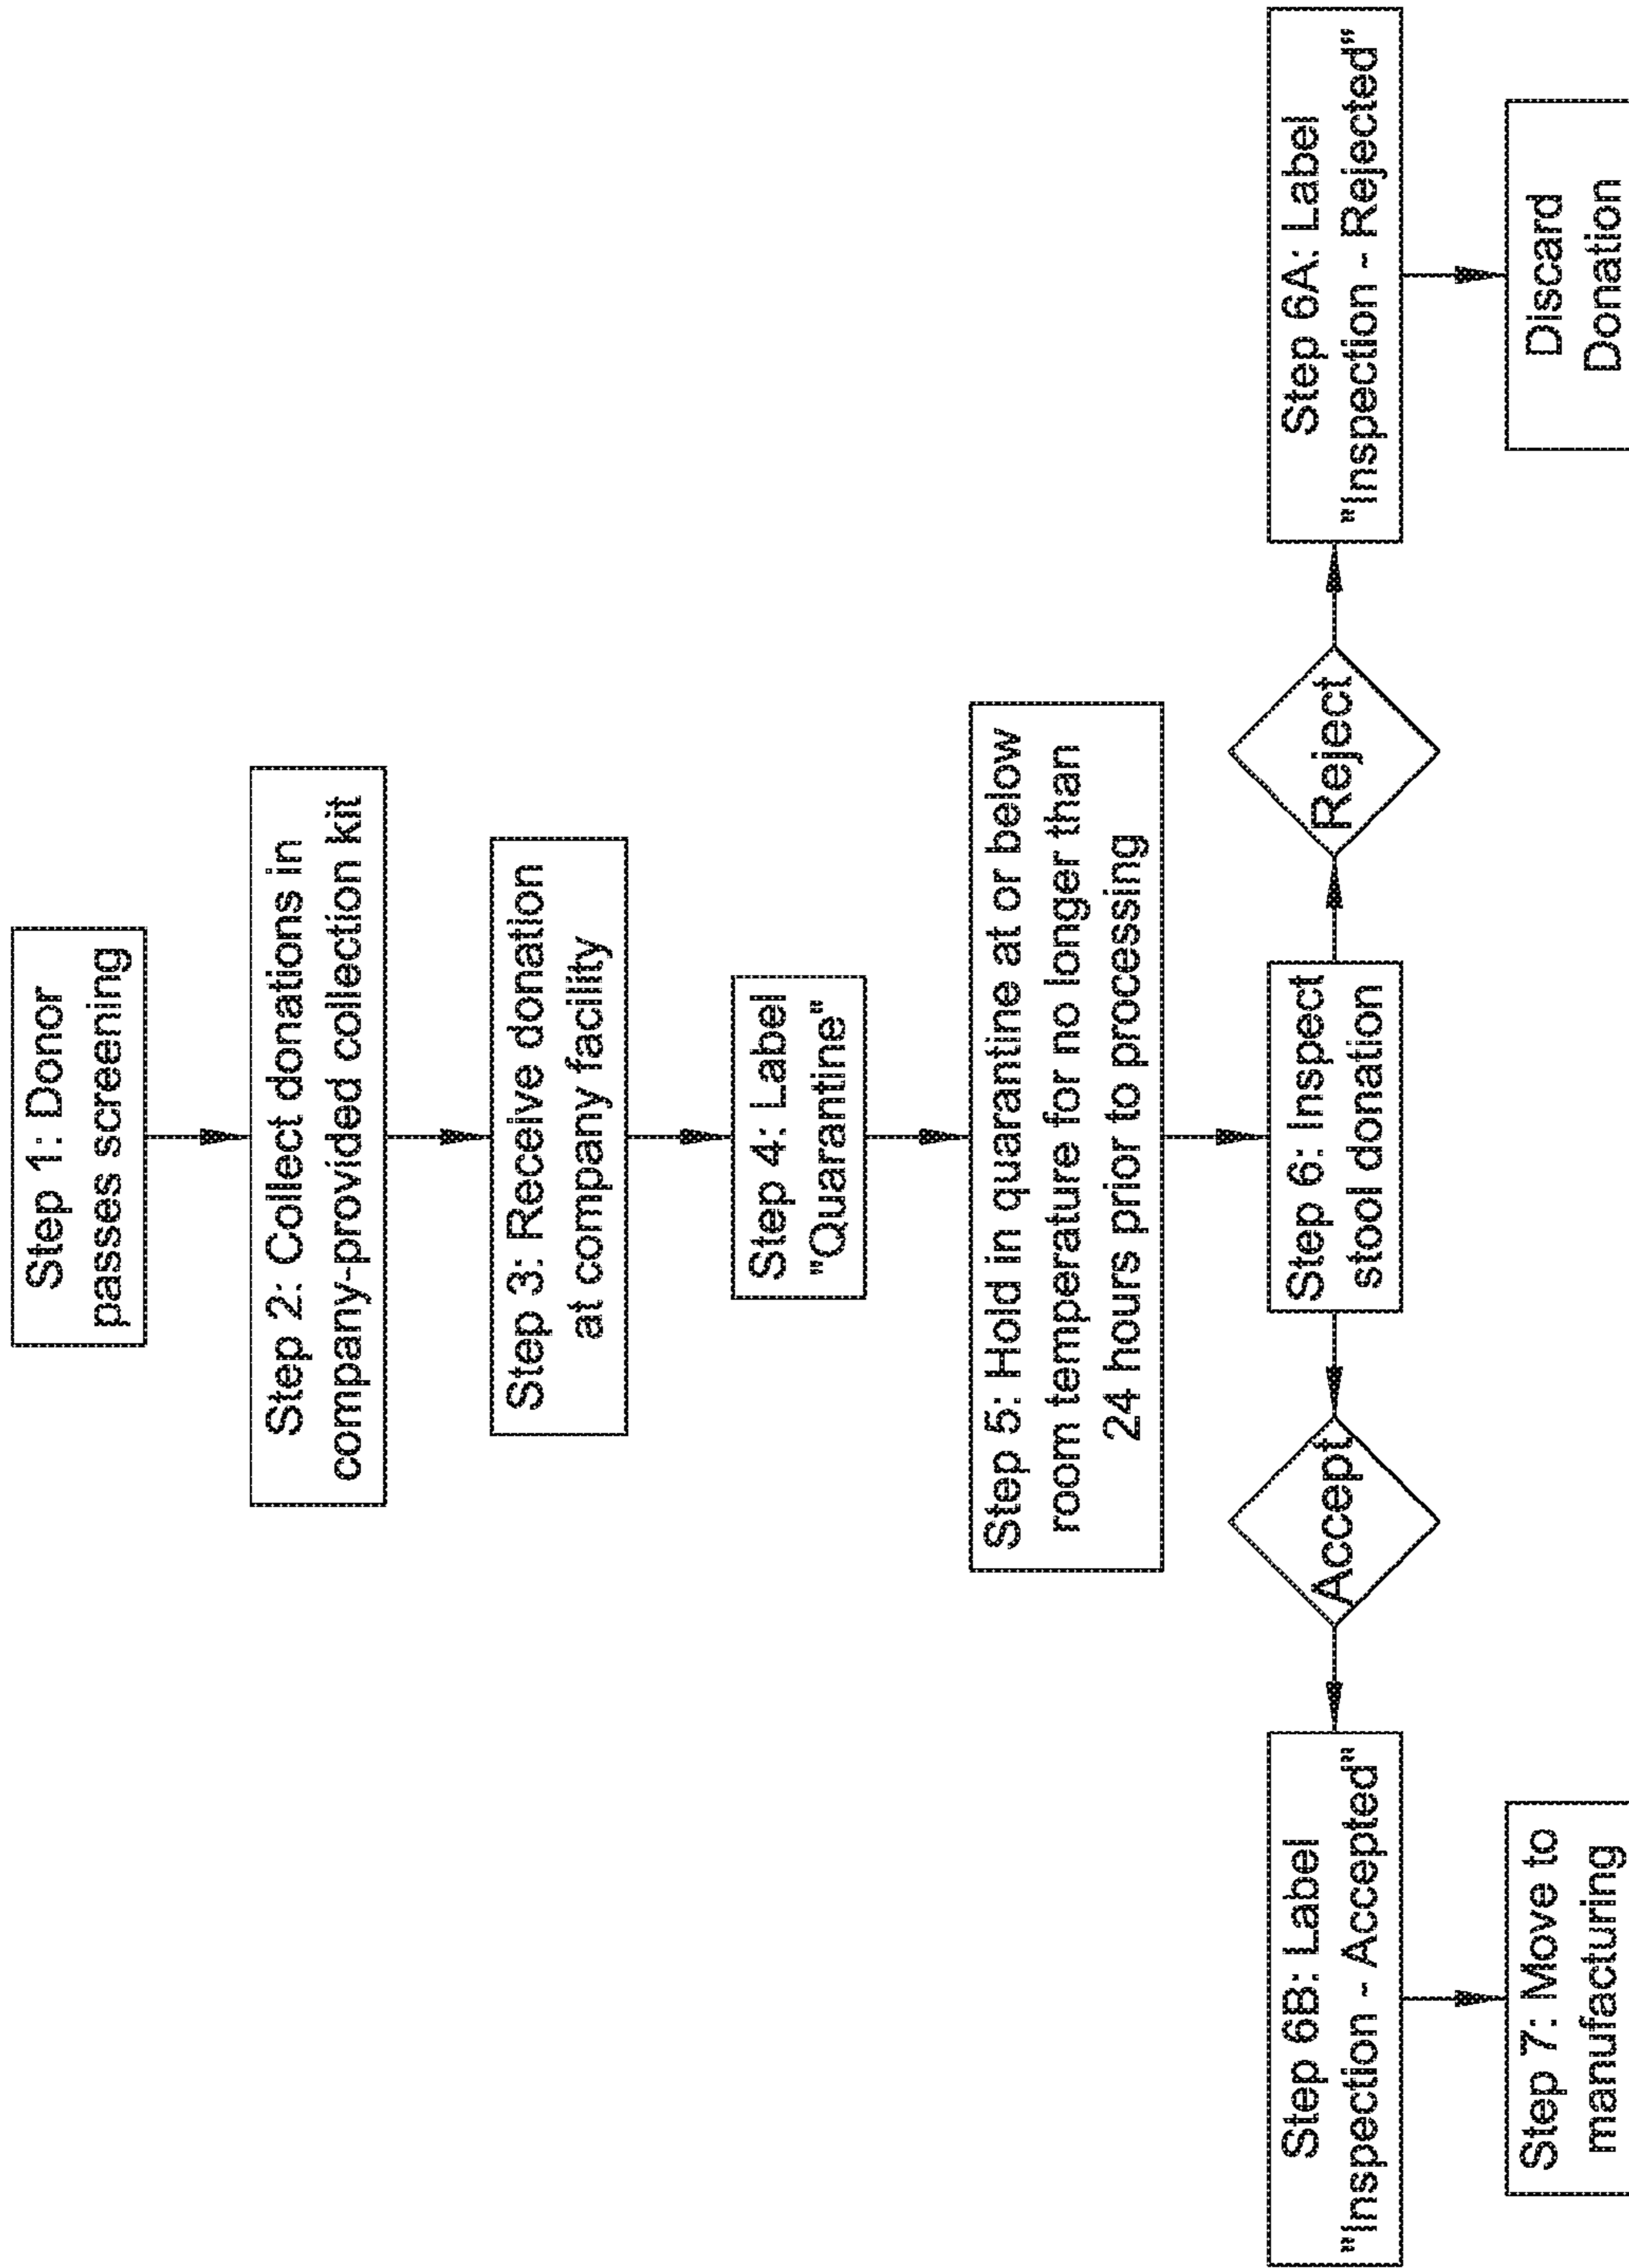 Step 1: Donor
passes screening
Step 2: Collect donations in
company-provided collection kit
Step 3: Receive donation
at company facility
Step 4: Label
"Quarantine"
Step 5: Hold in quarantine at or below
room temperature for no longer than
24 hours prior to processing
Step 6: Inspect
stool donation
Accept
Reject
Step 6B: Label
"Inspection - Accepted"
Step 6A: Label
"Inspection - Rejected"
Step 7: Move to
manufacturing
Discard
Donation